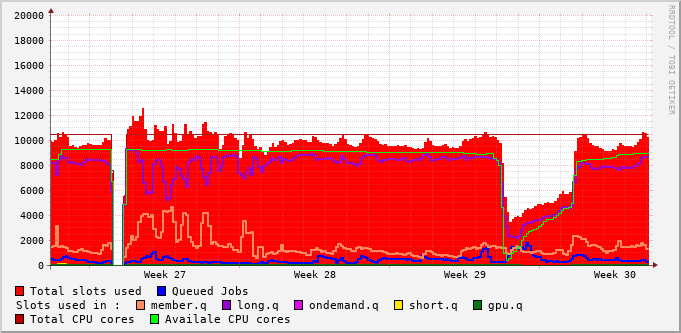 20000
18000
16000
14000
12000
10000
8000
6000
4000
2000
0
Week 27 Week 28 Week 29 Week 30
Total slots used Queued Jobs
Slots used in : member.q long.q ondemand.q short.q gpu.q
Total CPU cores Availale CPU cores
RRDTOOL / TOBI OETIKER